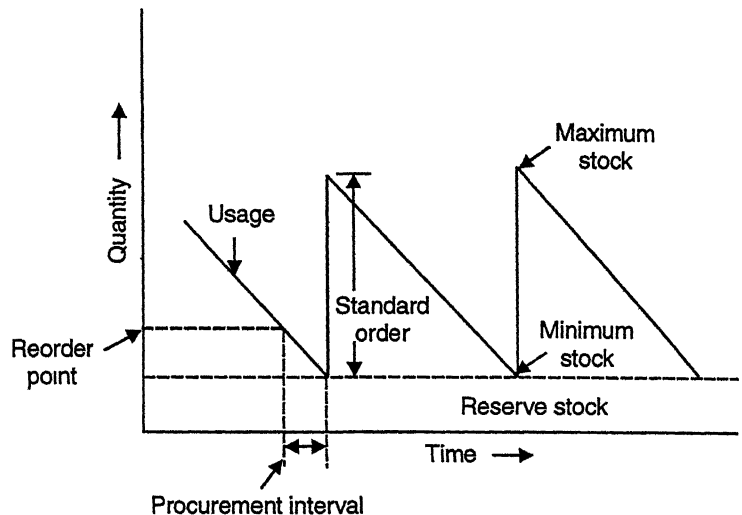 Quantity
Usage
Maximum
stock
Standard
order
Reorder
point
Minimum
stock
Reserve stock
Time
Procurement interval